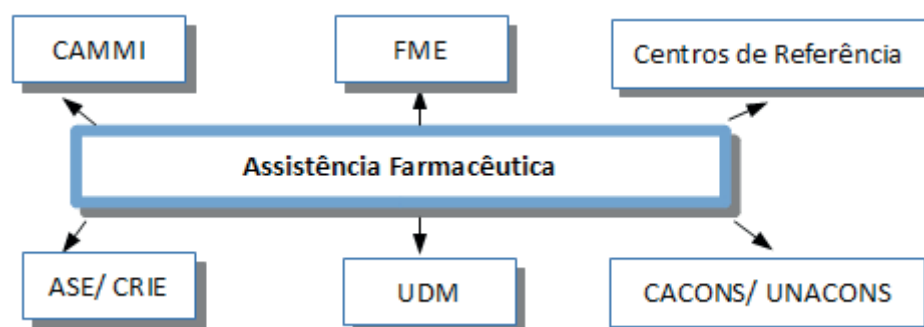 CAMMI
FME
Centros de Referência
Assistência Farmacêutica
ASE/ CRIE
UDM
CACONS/ UNACONS